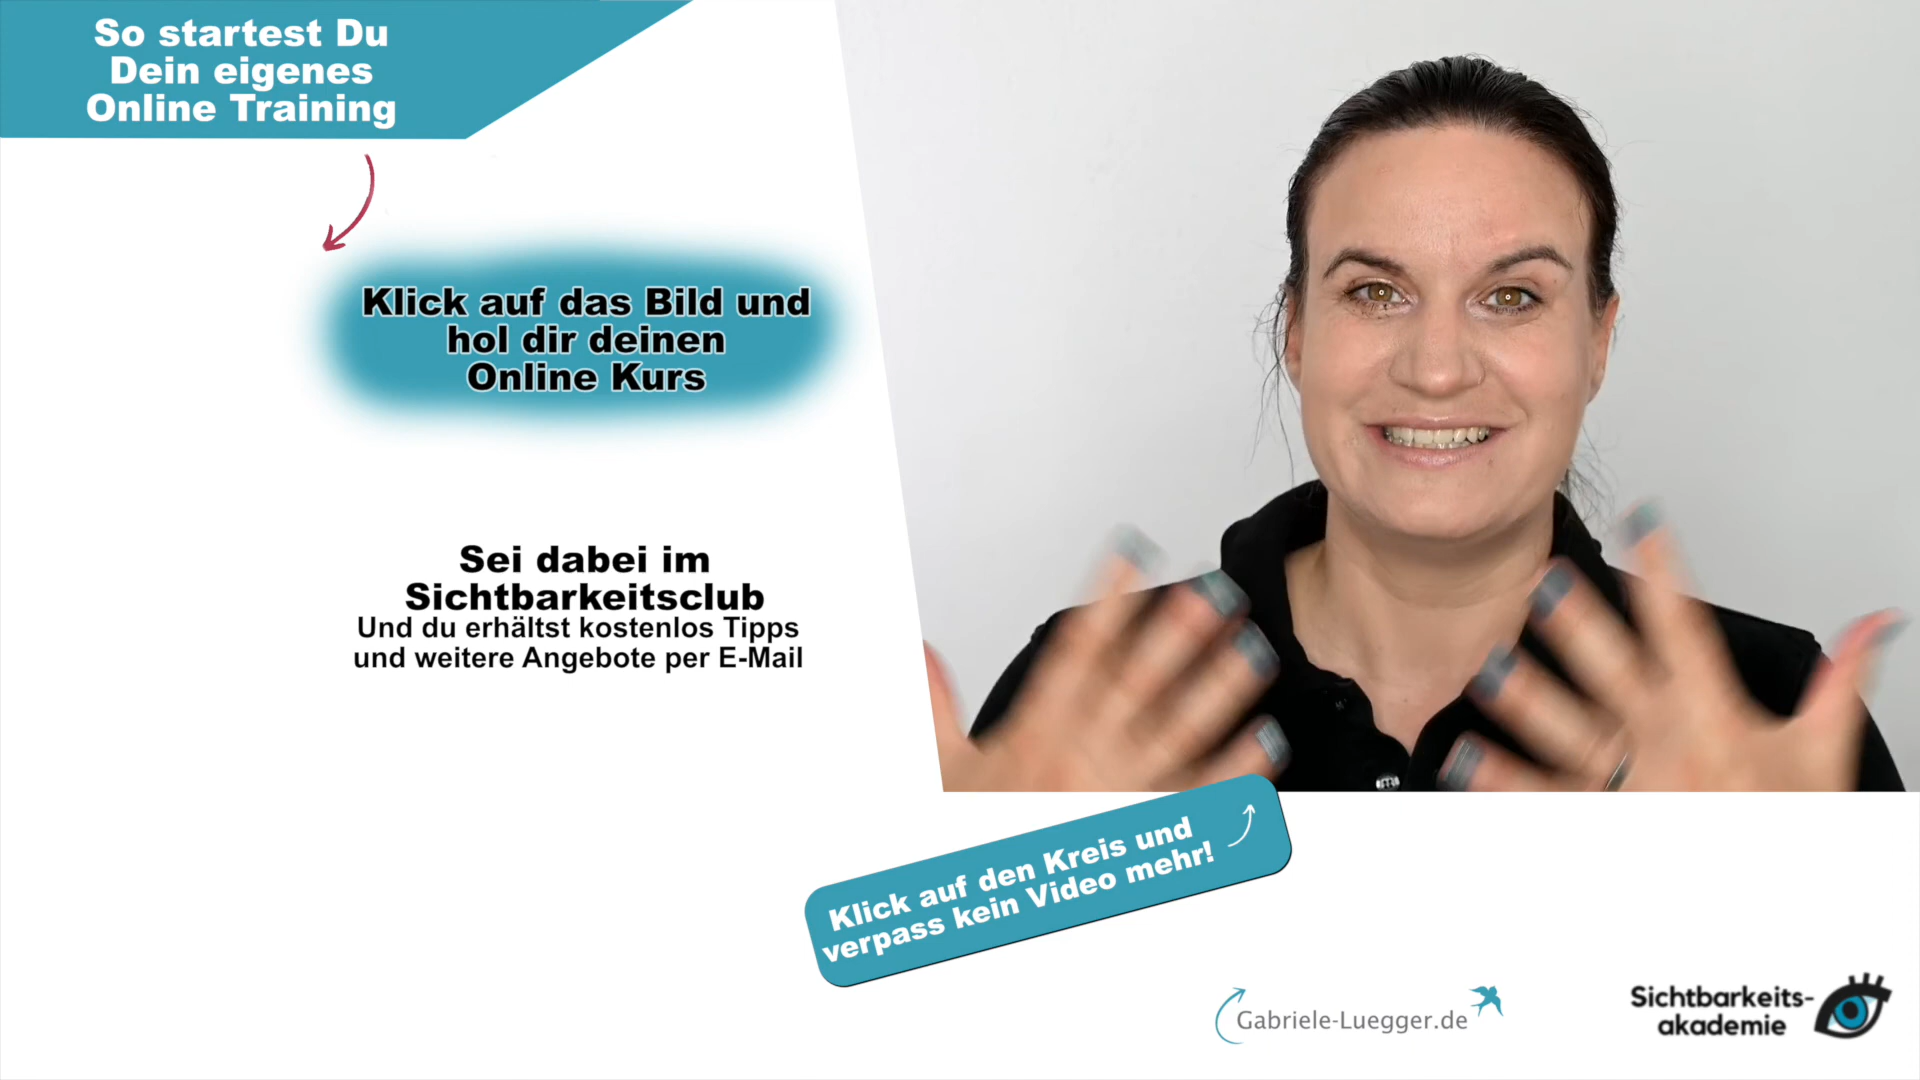 So startest Du
Dein eigenes
Online Training
Klick auf das Bild und
hol dir deinen
Online Kurs
Sei dabei im
Sichtbarkeitsclub
Und du erhältst kostenlos Tipps
und weitere Angebote per E-Mail
Klick auf den Kreis und
verpass kein Video mehr!
Gabriele-Luegger.de
Sichtbarkeits-
akademie